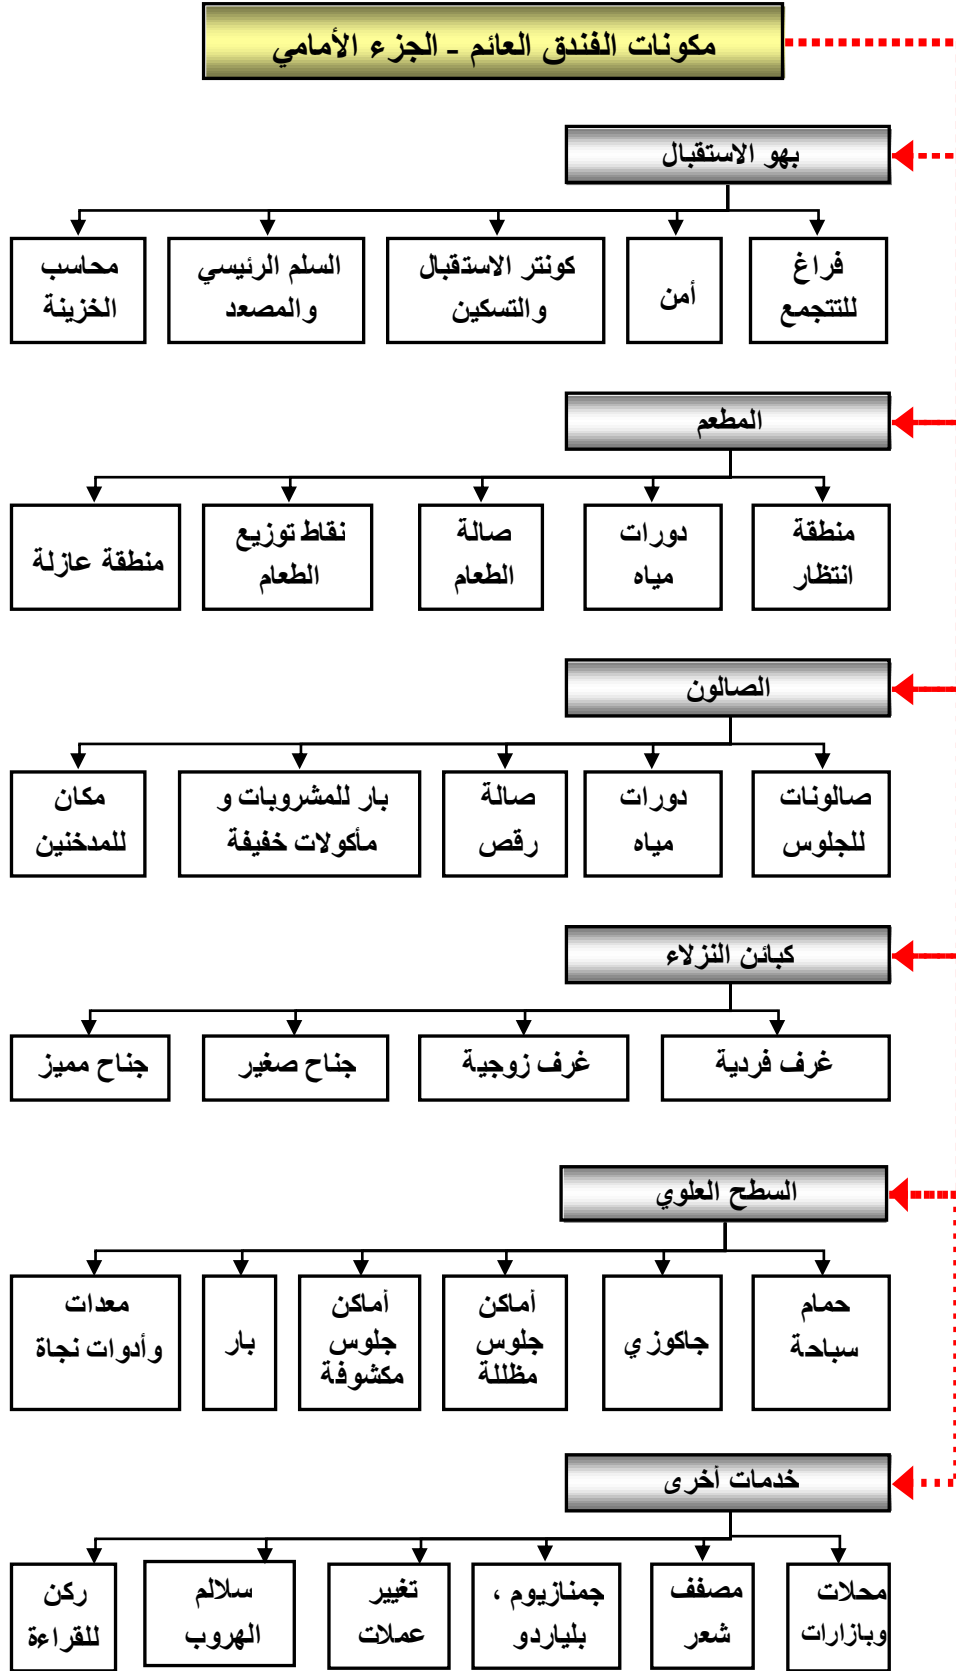 مكونات الفندق العائم - الجزء الأمامي
بهو الاستقبال
فراغ
للتتجمع
أمن
كونتر الاستقبال
والتسكين
السلم الرئيسي
والمصعد
محاسب
الخزينة
المطعم
منطقة
انتظار
دورات
مياه
صالة
الطعام
نقاط توزيع
الطعام
منطقة عازلة
الصالون
صالونات
للجلوس
دورات
مياه
صالة
رقص
بار للمشروبات و
مأكولات خفيفة
مكان
للمدخنين
كبائن النزلاء
غرف فردية
غرف زوجية
جناح صغير
جناح مميز
السطح العلوي
حمام
سباحة
جاكوزي
أماكن
جلوس
مظللة
أماكن
جلوس
مكشوفة
بار
معدات
وأدوات نجاة
خدمات أخرى
محلات
وبازارات
مصفف
شعر
جمنازيوم ،
بلياردو
تغيير
عملات
سلالم
الهروب
ركن
للقراءة